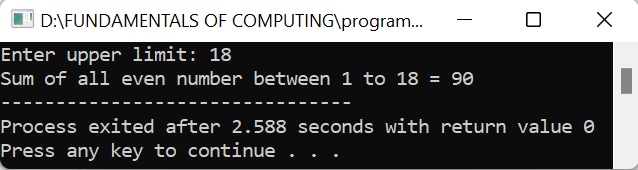 D:\FUNDAMENTALS OF COMPUTING\program...
Enter upper limit: 18
Sum of all even number between 1 to 18 = 90
--------------------------------
Process exited after 2.588 seconds with return value 0
Press any key to continue . . .